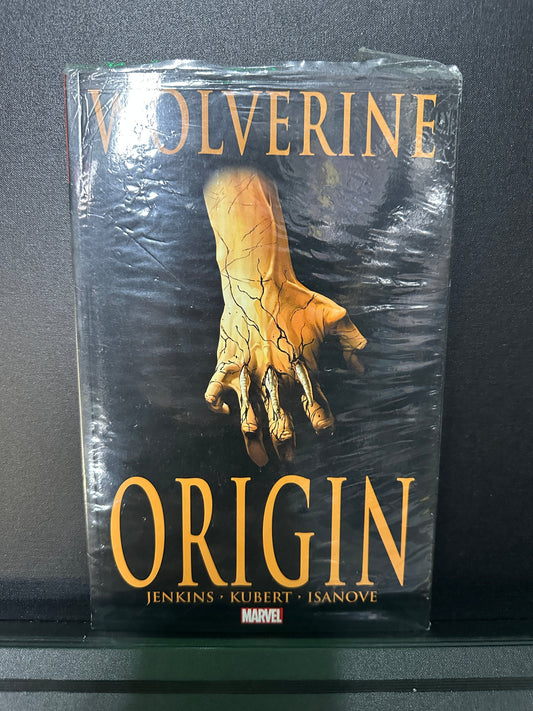 WOLVERINE
ORIGIN
JENKINS · KUBERT · ISANOVE
MARVEL